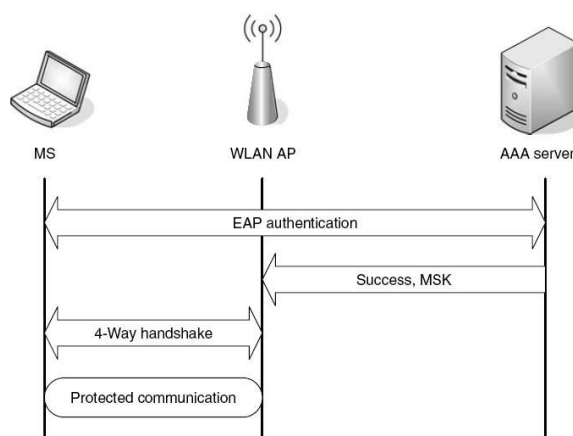 MS
WLAN AP
AAA server
EAP authentication
Success, MSK
4-Way handshake
Protected communication